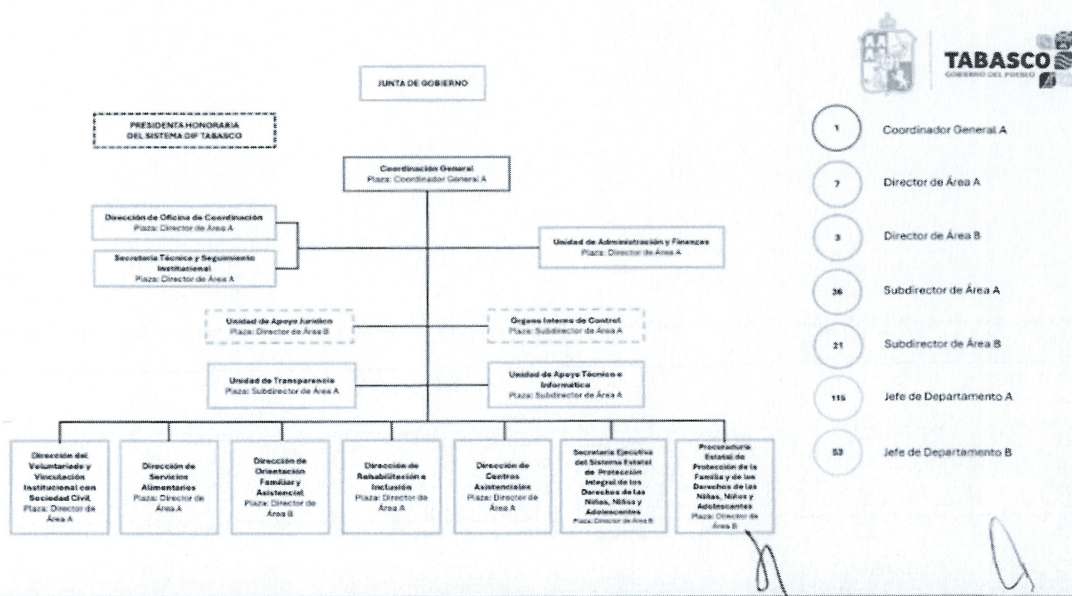 TABASCO
GOBIERNO DEL PUEBLO
JUNTA DE GOBIERNO
PRESIDENTA HONORARIA
DEL SISTEMA DIF TABASCO
Coordinación General
Plaza: Coordinador General A
Dirección de Oficina de Coordinación
Plaza: Director de Área A
Secretaría Técnica y Seguimiento
Institucional
Plaza: Director de Área A
Unidad de Administración y Finanzas
Plaza: Director de Área A
Unidad de Apoyo Jurídico
Plaza: Director de Área B
Órgano Interno de Control
Plaza: Subdirector de Área A
Unidad de Transparencia
Plaza: Subdirector de Área A
Unidad de Apoyo Técnico e
Informático
Plaza: Subdirector de Área A
Dirección del
Voluntariado y
Vinculación
Institucional con
Sociedad Civil
Plaza: Director de
Área A
Dirección de
Servicios
Alimentarios
Plaza: Director de
Área A
Dirección de
Orientación
Familiar y
Asistencial
Plaza: Director de
Área B
Dirección de
Rehabilitación e
Inclusión
Plaza: Director de
Área A
Dirección de
Centros
Asistenciales
Plaza: Director de
Área A
Secretaría Ejecutiva
del Sistema Estatal
de Protección
Integral de los
Derechos de las
Niñas, Niños y
Adolescentes
Plaza: Director de Área B
Procuraduría
Estatal de
Protección de la
Familia y de los
Derechos de las
Niñas, Niños y
Adolescentes
Plaza: Director de
Área B
1 Coordinador General A
7 Director de Área A
3 Director de Área B
36 Subdirector de Área A
21 Subdirector de Área B
115 Jefe de Departamento A
53 Jefe de Departamento B